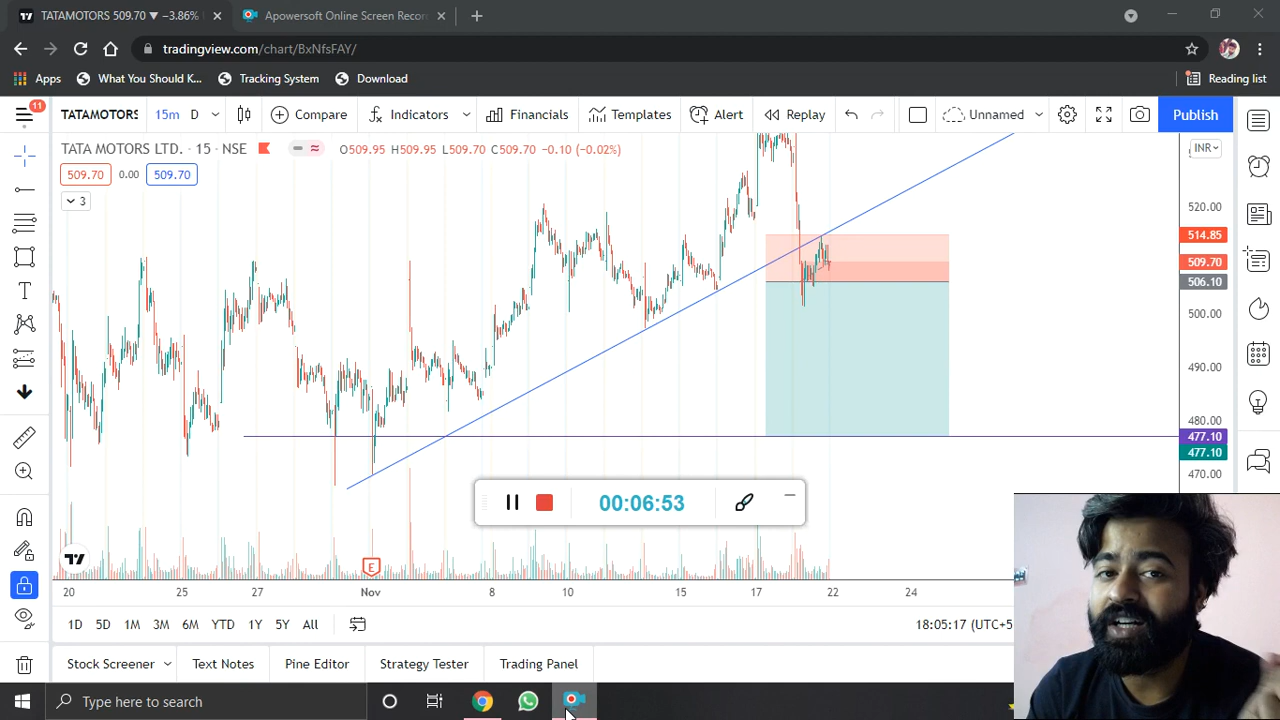 TATAMOTORS 509.70 ▼ −3.86%
Apowersoft Online Screen Recor
tradingview.com/chart/BxNfsFAY/
Apps What You Should K... Tracking System Download Reading list
11
TATAMOTORS 15m D Compare Indicators Financials Templates Alert Replay Unnamed Publish
TATA MOTORS LTD. · 15 · NSE O509.95 H509.95 L509.70 C509.70 -0.10 (-0.02%)
INR
509.70 0.00 509.70
3
520.00
514.85
509.70
506.10
500.00
490.00
480.00
477.10
477.10
470.00
00:06:53
E
20 25 27 Nov 8 10 15 17 22 24
1D 5D 1M 3M 6M YTD 1Y 5Y All 18:05:17 (UTC+5
Stock Screener Text Notes Pine Editor Strategy Tester Trading Panel
Type here to search